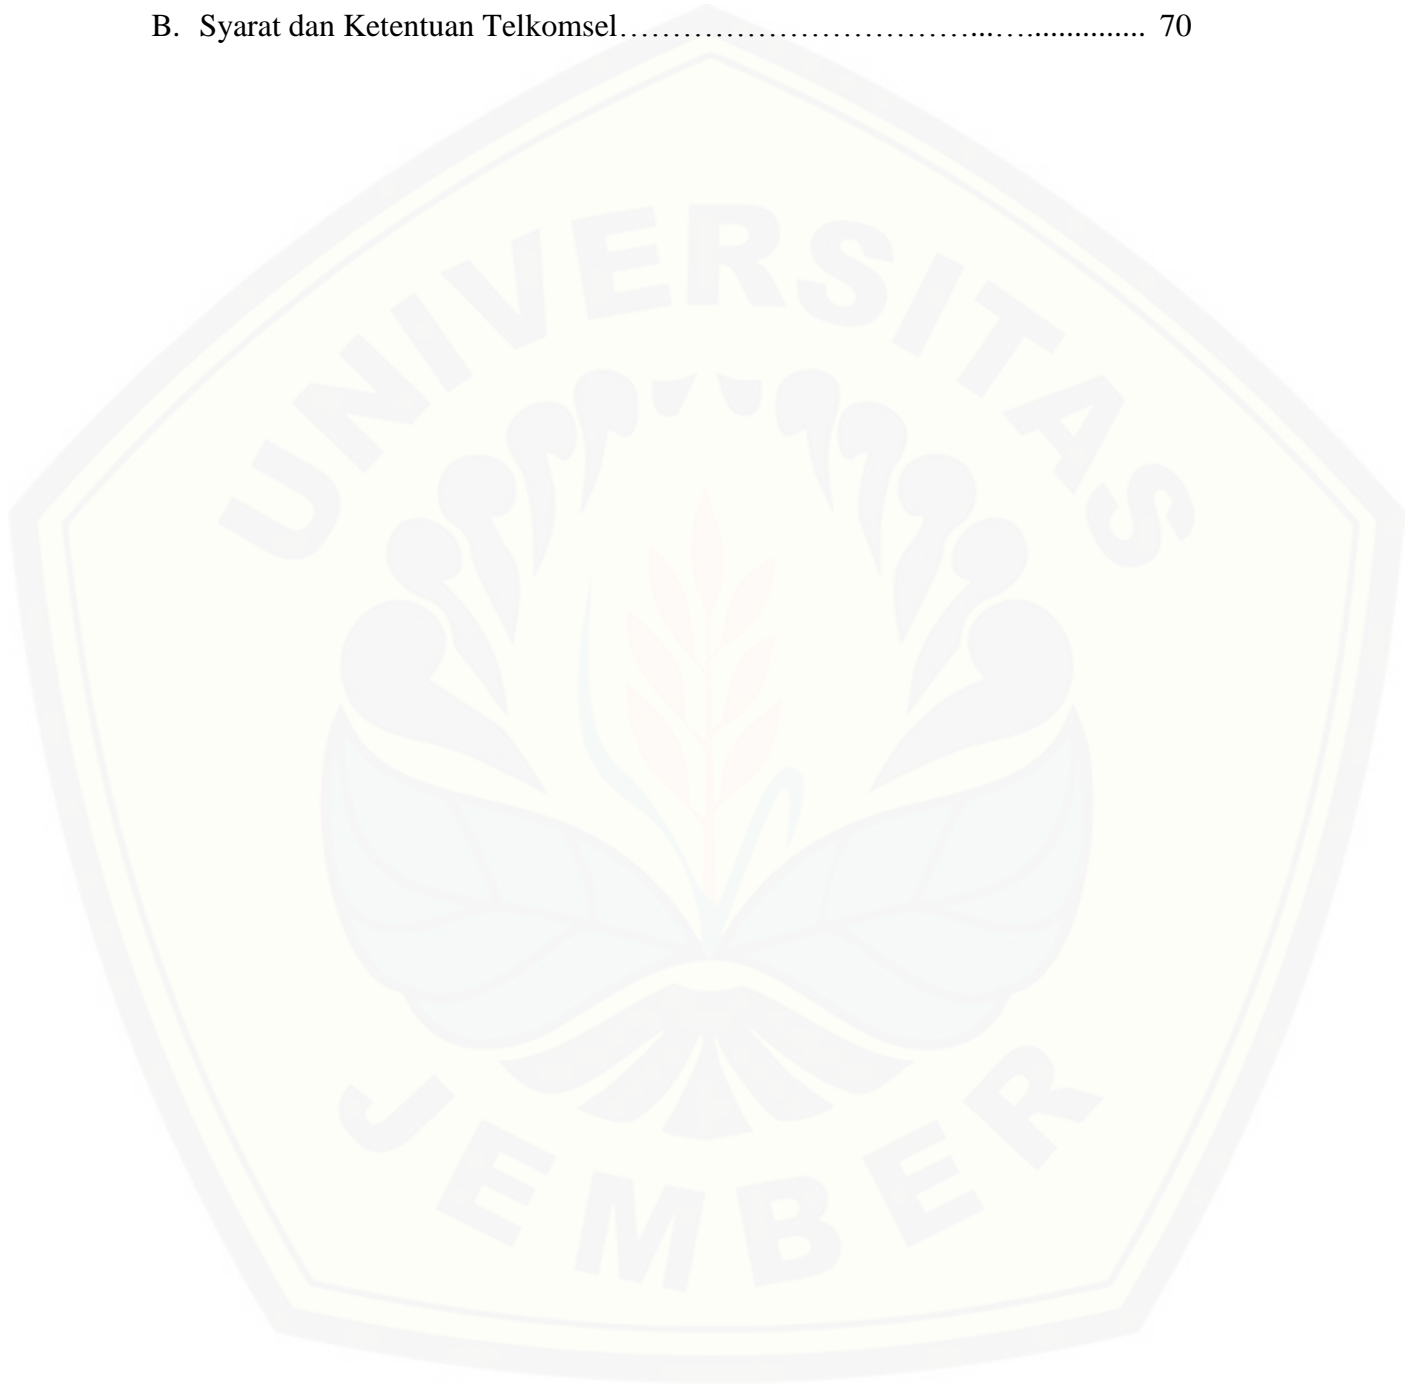 B. Syarat dan Ketentuan Telkomsel……………………………...….............. 70
UNIVERSITAS
JEMBER